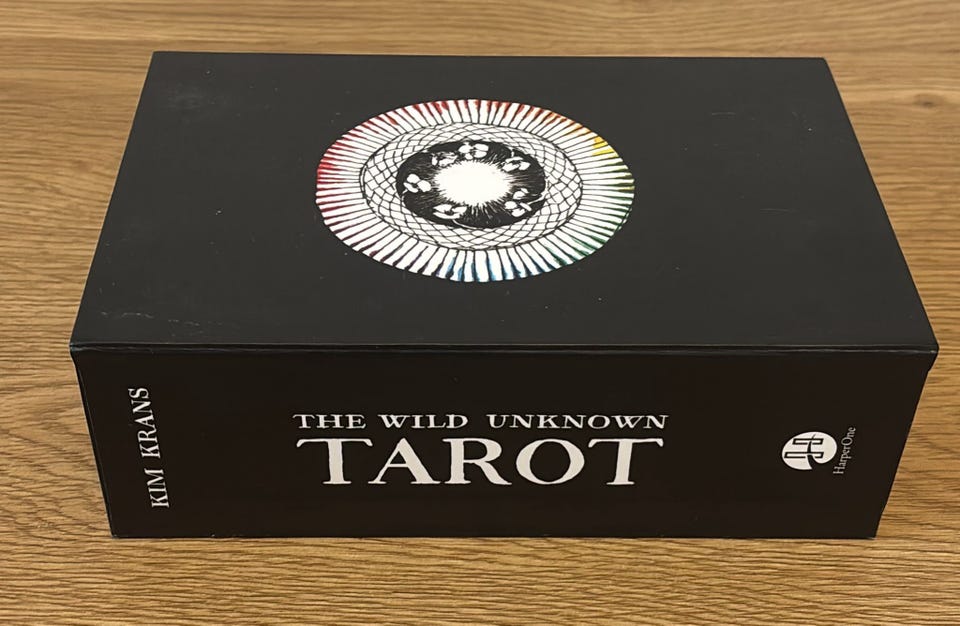 KIM KRANS
THE WILD UNKNOWN
TAROT
HarperOne